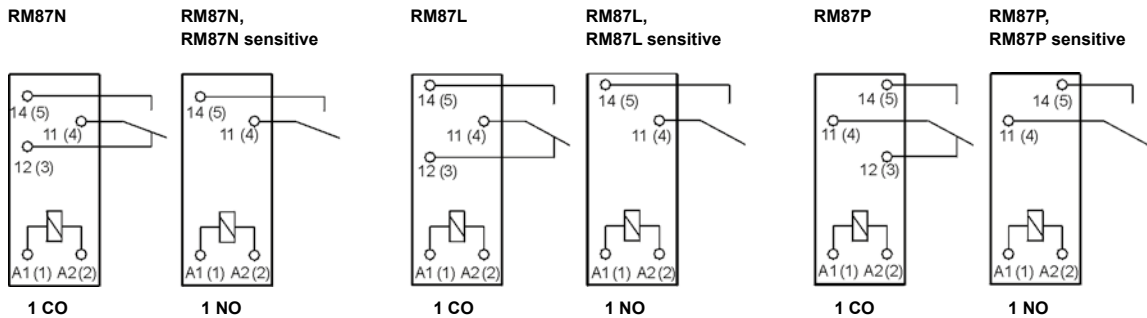 RM87N
RM87N,
RM87N sensitive
RM87L
RM87L,
RM87L sensitive
RM87P
RM87P,
RM87P sensitive
14 (5)
11 (4)
12 (3)
A1 (1) A2 (2)
1 CO
14 (5)
11 (4)
A1 (1) A2 (2)
1 NO
14 (5)
11 (4)
12 (3)
A1 (1) A2 (2)
1 CO
14 (5)
11 (4)
A1 (1) A2 (2)
1 NO
14 (5)
11 (4)
12 (3)
A1 (1) A2 (2)
1 CO
14 (5)
11 (4)
A1 (1) A2 (2)
1 NO